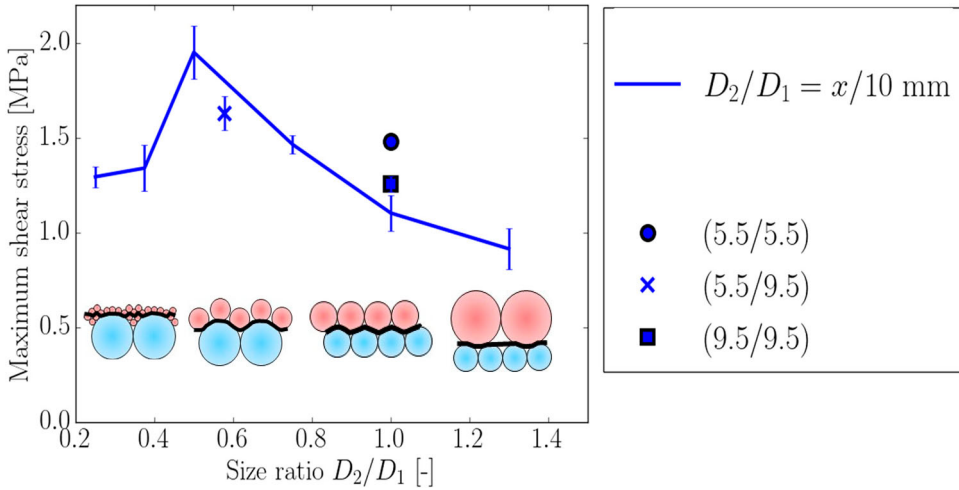 Maximum shear stress [MPa]
2.0
1.5
1.0
0.5
0.0
0.2 0.4 0.6 0.8 1.0 1.2 1.4
Size ratio D₂/D₁ [-]
D₂/D₁ = x/10 mm
(5.5/5.5)
(5.5/9.5)
(9.5/9.5)